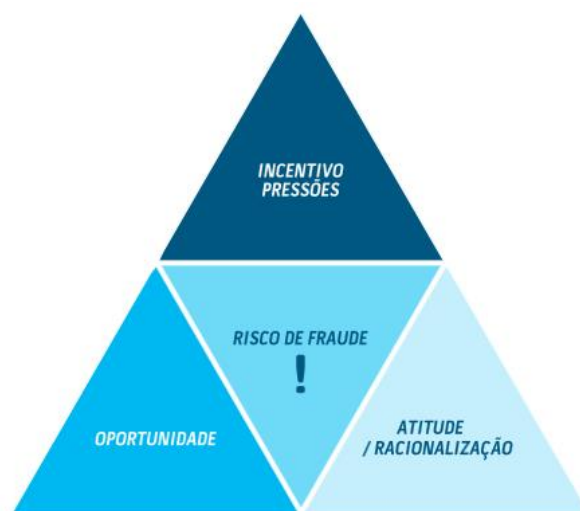 INCENTIVO
PRESSÕES
RISCO DE FRAUDE
!
OPORTUNIDADE
ATITUDE
/ RACIONALIZAÇÃO